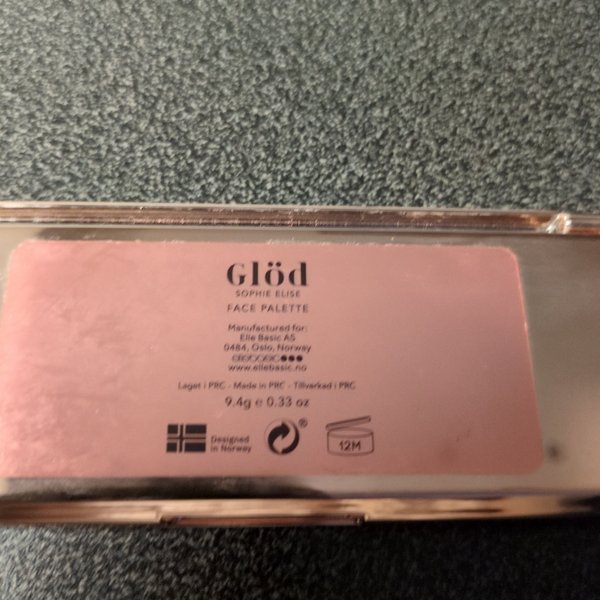 Glöd
SOPHIE ELISE
FACE PALETTE
Manufactured for:
Elle Basic AS
0484, Oslo, Norway
www.ellebasic.no
Laget i PRC - Made in PRC - Tillverkad i PRC
9.4g e 0.33 oz
Designed
in Norway
®
12M